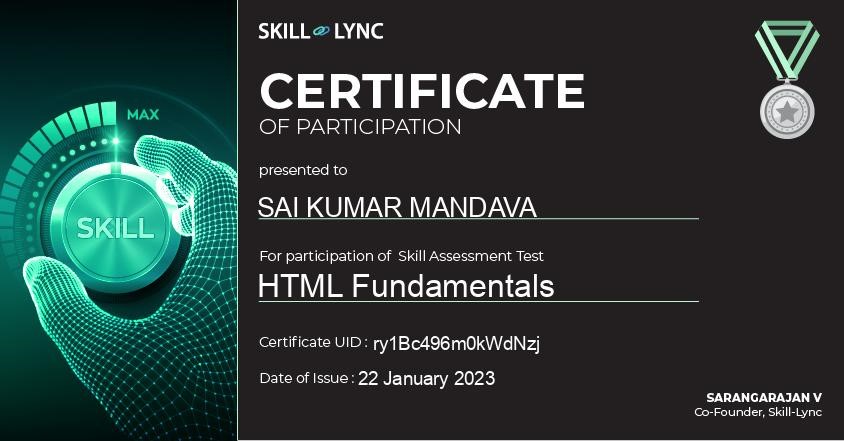 SKILL LYNC
CERTIFICATE
OF PARTICIPATION
MAX
presented to
SAI KUMAR MANDAVA
SKILL
For participation of Skill Assessment Test
HTML Fundamentals
Certificate UID : ry1Bc496m0kWdNzj
Date of Issue : 22 January 2023
SARANGARAJAN V
Co-Founder, Skill-Lync